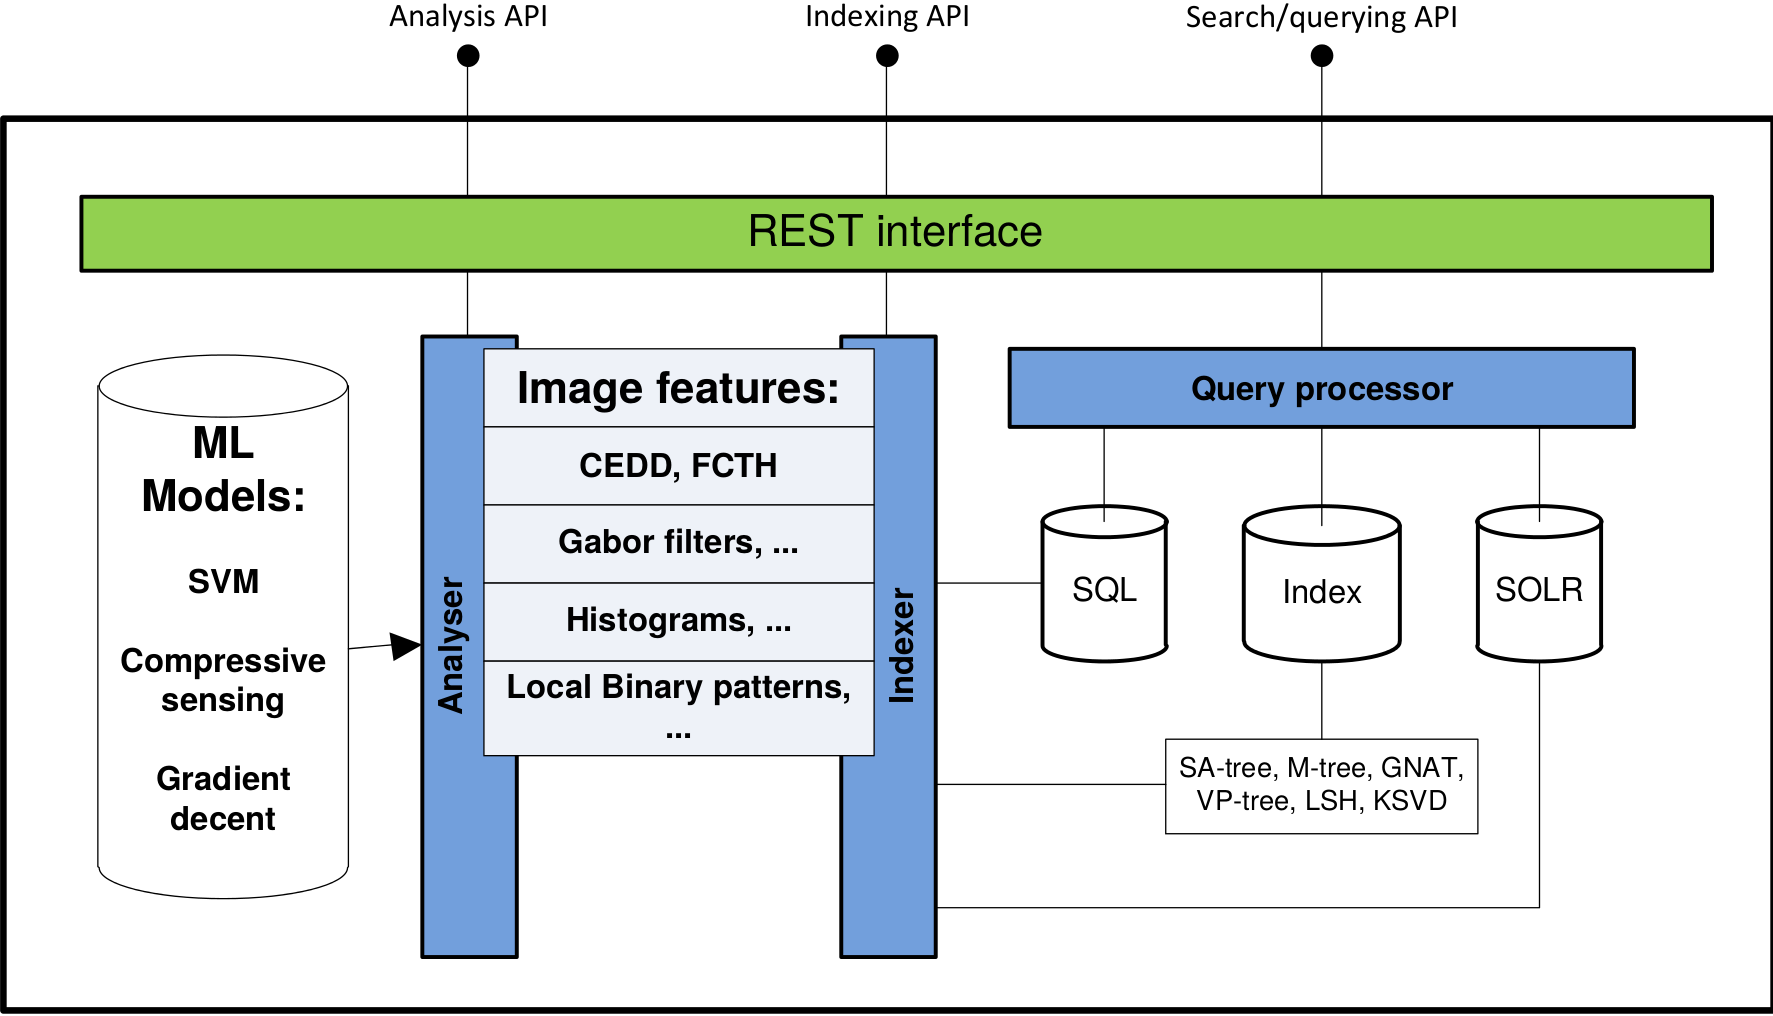 Analysis API
Indexing API
Search/querying API
REST interface
ML
Models:
SVM
Compressive
sensing
Gradient
decent
Analyser
Image features:
CEDD, FCTH
Gabor filters, ...
Histograms, ...
Local Binary patterns,
...
Indexer
Query processor
SQL
Index
SOLR
SA-tree, M-tree, GNAT,
VP-tree, LSH, KSVD